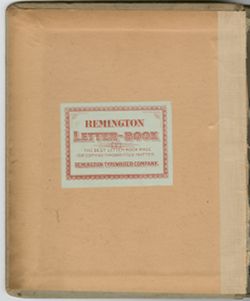 REMINGTON
LETTER-BOOK
THE BEST LETTER-BOOK MADE
FOR COPYING TYPEWRITTEN MATTER.
REMINGTON TYPEWRITER COMPANY.